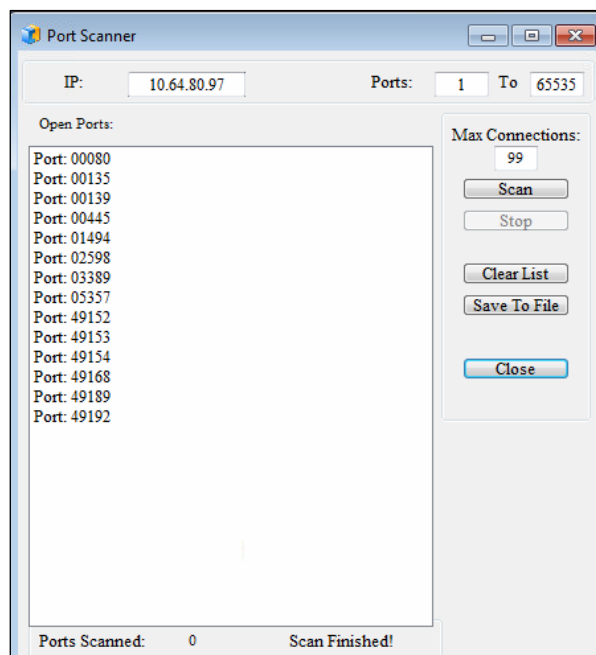 Port Scanner
IP: 10.64.80.97 Ports: 1 To 65535
Open Ports:
Max Connections:
99
Scan
Stop
Clear List
Save To File
Close
Port: 00080
Port: 00135
Port: 00139
Port: 00445
Port: 01494
Port: 02598
Port: 03389
Port: 05357
Port: 49152
Port: 49153
Port: 49154
Port: 49168
Port: 49189
Port: 49192
Ports Scanned: 0 Scan Finished!